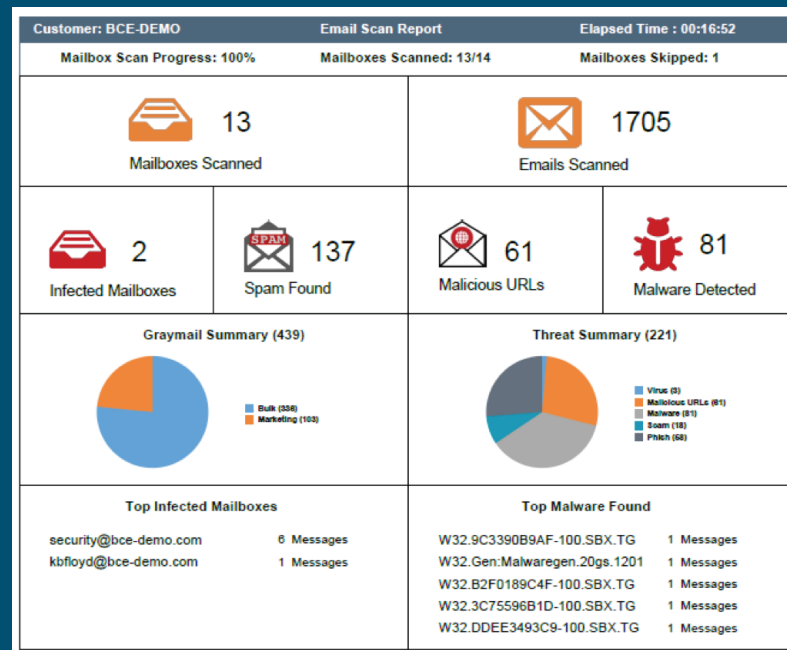 Customer: BCE-DEMO Email Scan Report Elapsed Time : 00:16:52
Mailbox Scan Progress: 100% Mailboxes Scanned: 13/14 Mailboxes Skipped: 1
13
Mailboxes Scanned
1705
Emails Scanned
2
Infected Mailboxes
SPAM
137
Spam Found
61
Malicious URLs
81
Malware Detected
Graymail Summary (439)
Bulk (336)
Marketing (103)
Threat Summary (221)
Virus (3)
Malicious URLs (61)
Malware (81)
Spam (18)
Phish (58)
Top Infected Mailboxes
security@bce-demo.com 6 Messages
kbfloyd@bce-demo.com 1 Messages
Top Malware Found
W32.9C3390B9AF-100.SBX.TG 1 Messages
W32.Gen:Malwaregen.20gs.1201 1 Messages
W32.B2F0189C4F-100.SBX.TG 1 Messages
W32.3C75596B1D-100.SBX.TG 1 Messages
W32.DDEE3493C9-100.SBX.TG 1 Messages